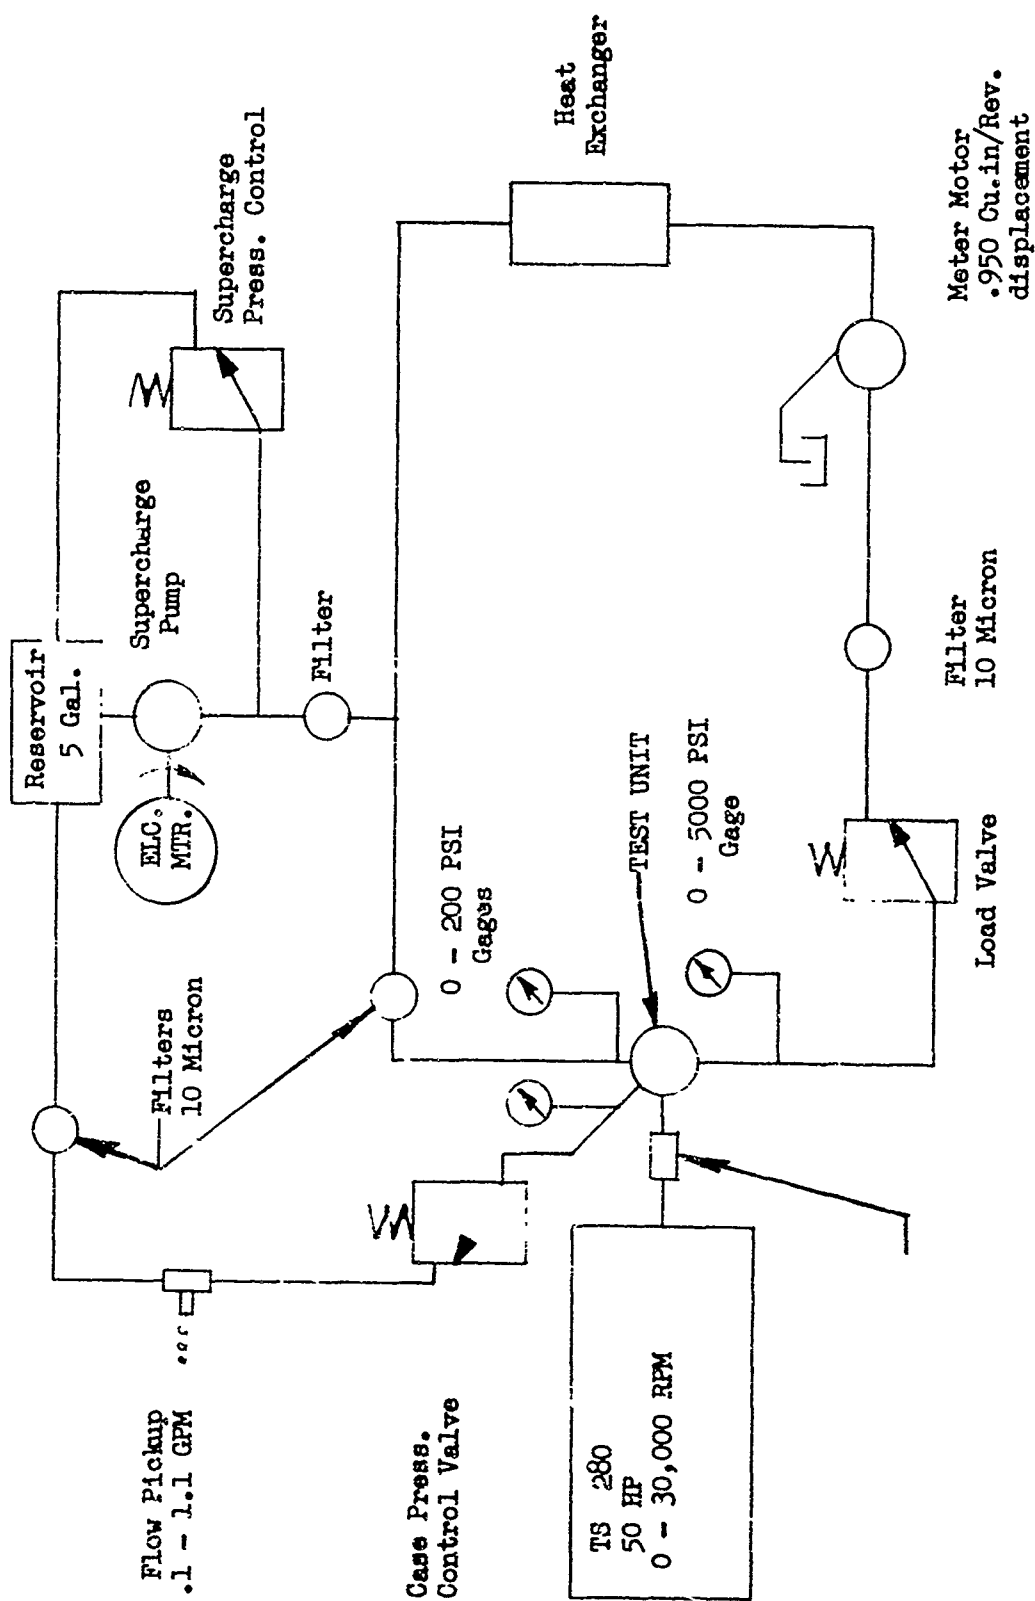 Flow Pickup
.1 - 1.1 GPM
Filters
10 Micron
Reservoir
5 Gal.
ELC.
MTR.
Supercharge
Pump
Supercharge
Press. Control
Filter
Heat
Exchanger
Case Press.
Control Valve
0 - 200 PSI
Gages
TEST UNIT
0 - 5000 PSI
Gage
TS 280
50 HP
0 - 30,000 RPM
Load Valve
Filter
10 Micron
Meter Motor
.950 Cu.in/Rev.
displacement